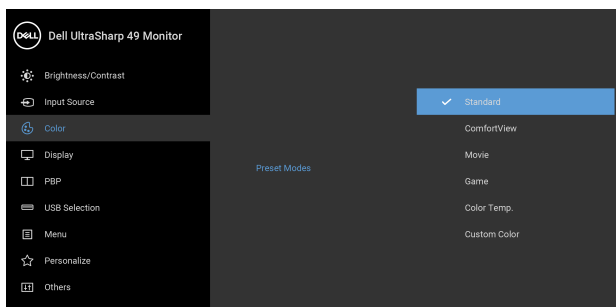 DELL
Dell UltraSharp 49 Monitor
Brightness/Contrast
Input Source
Color
Display
PBP
USB Selection
Menu
Personalize
Others
Preset Modes
Standard
ComfortView
Movie
Game
Color Temp.
Custom Color